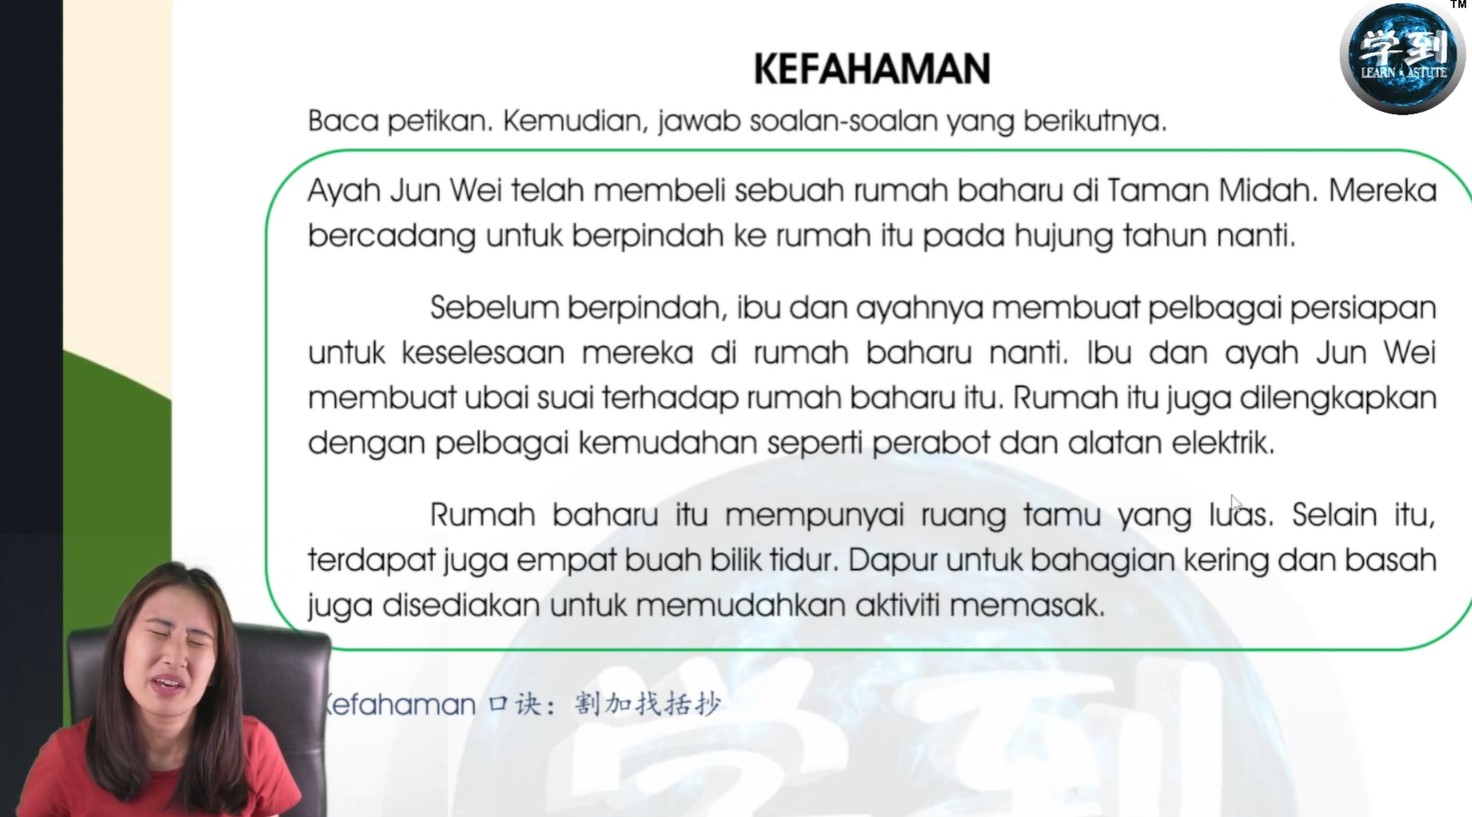 TM
学到
LEARN ASTUTE
KEFAHAMAN
Baca petikan. Kemudian, jawab soalan-soalan yang berikutnya.
Ayah Jun Wei telah membeli sebuah rumah baharu di Taman Midah. Mereka
bercadang untuk berpindah ke rumah itu pada hujung tahun nanti.
Sebelum berpindah, ibu dan ayahnya membuat pelbagai persiapan
untuk keselesaan mereka di rumah baharu nanti. Ibu dan ayah Jun Wei
membuat ubai suai terhadap rumah baharu itu. Rumah itu juga dilengkapkan
dengan pelbagai kemudahan seperti perabot dan alatan elektrik.
Rumah baharu itu mempunyai ruang tamu yang luas. Selain itu,
terdapat juga empat buah bilik tidur. Dapur untuk bahagian kering dan basah
juga disediakan untuk memudahkan aktiviti memasak.
Kefahaman 口诀：割加找括抄
学到